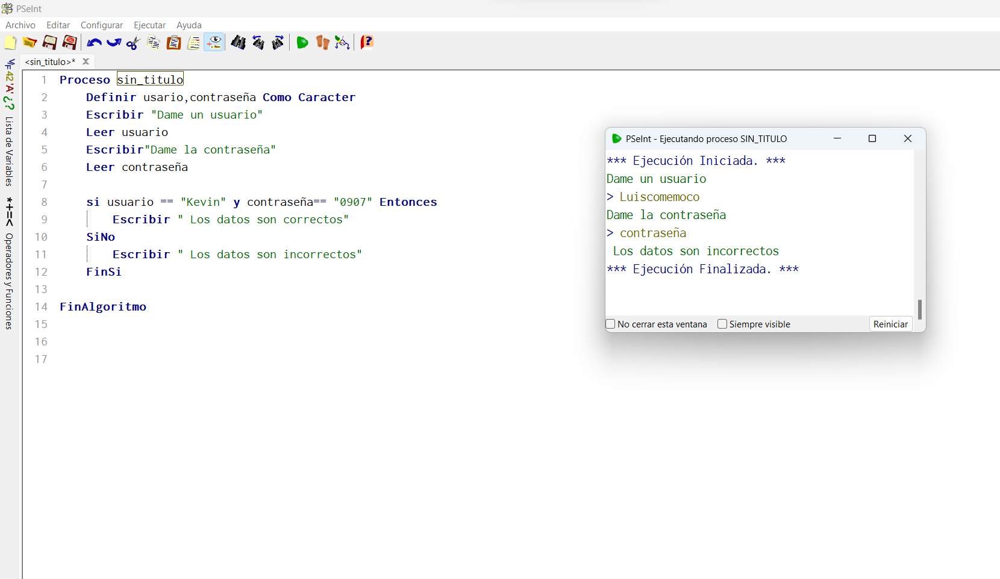 PSeInt
Archivo Editar Configurar Ejecutar Ayuda
<sin_titulo>*
42 'A' ¿? Lista de Variables
*+=< Operadores y Funciones
1 Proceso sin_titulo
2 Definir usario,contraseña Como Caracter
3 Escribir "Dame un usuario"
4 Leer usuario
5 Escribir"Dame la contraseña"
6 Leer contraseña
7
8 si usuario == "Kevin" y contraseña== "0907" Entonces
9 Escribir " Los datos son correctos"
10 SiNo
11 Escribir " Los datos son incorrectos"
12 FinSi
13
14 FinAlgoritmo
15
16
17
PSeInt - Ejecutando proceso SIN_TITULO
*** Ejecución Iniciada. ***
Dame un usuario
> Luiscomemoco
Dame la contraseña
> contraseña
Los datos son incorrectos
*** Ejecución Finalizada. ***
No cerrar esta ventana Siempre visible Reiniciar